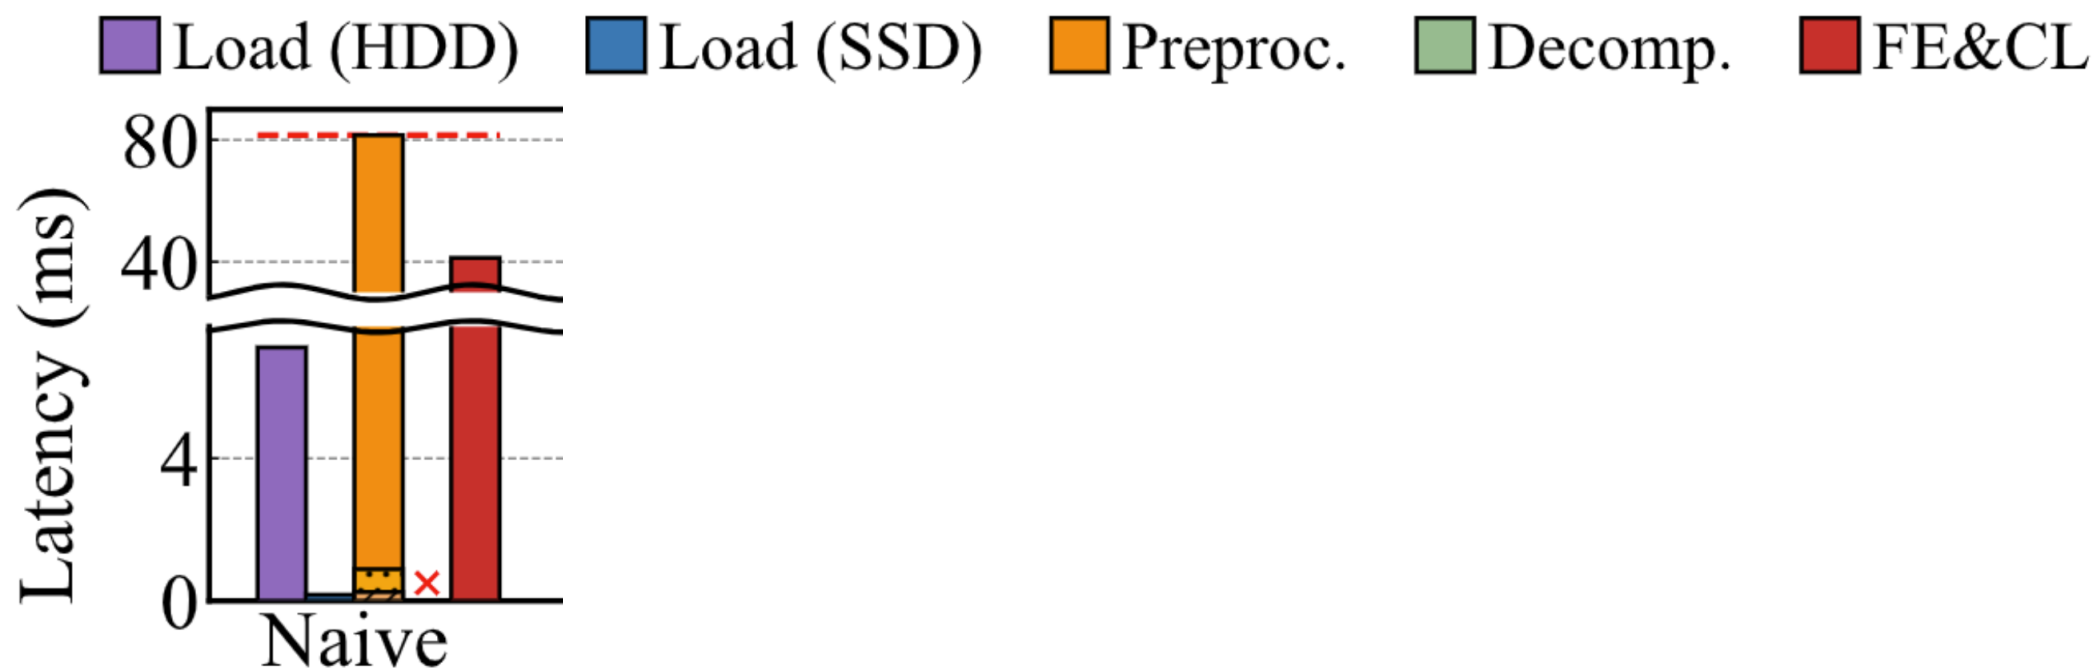 Load (HDD) Load (SSD) Preproc. Decomp. FE&CL
80
40
4
0
Latency (ms)
Naive